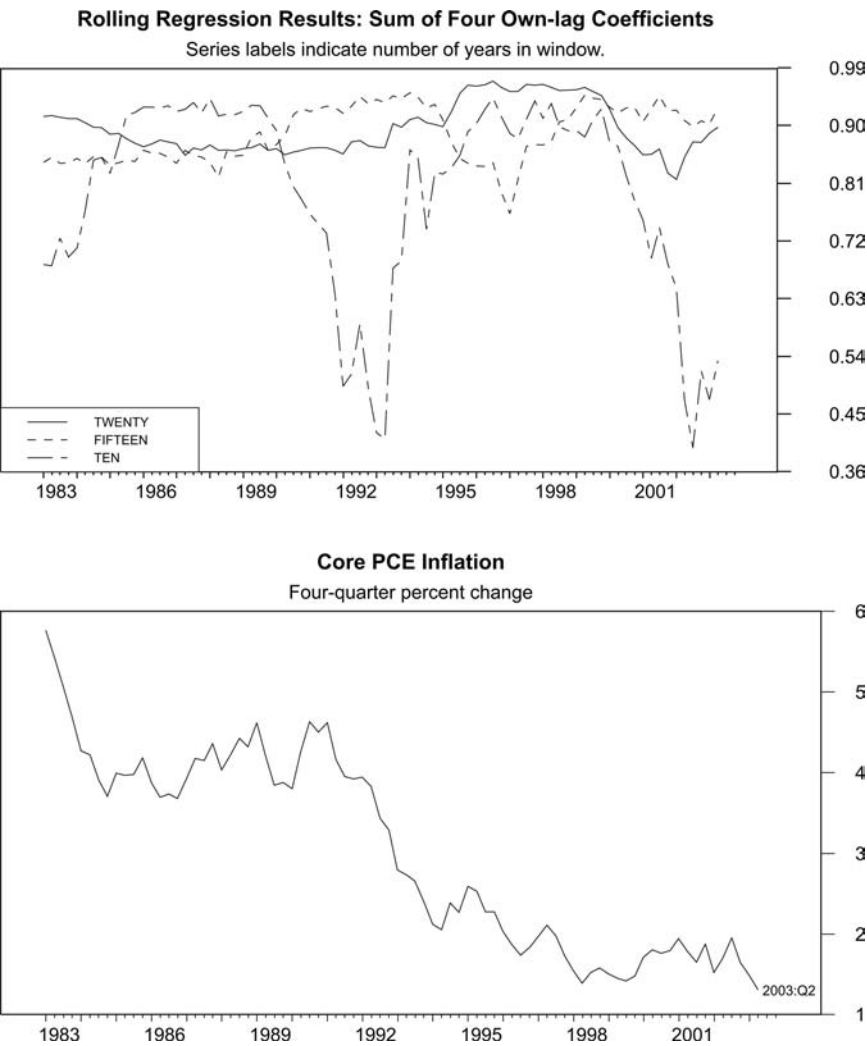 Rolling Regression Results: Sum of Four Own-lag Coefficients
Series labels indicate number of years in window.
0.99
0.90
0.81
0.72
0.63
0.54
0.45
0.36
TWENTY
FIFTEEN
TEN
1983 1986 1989 1992 1995 1998 2001
Core PCE Inflation
Four-quarter percent change
6
5
4
3
2
1
2003:Q2
1983 1986 1989 1992 1995 1998 2001